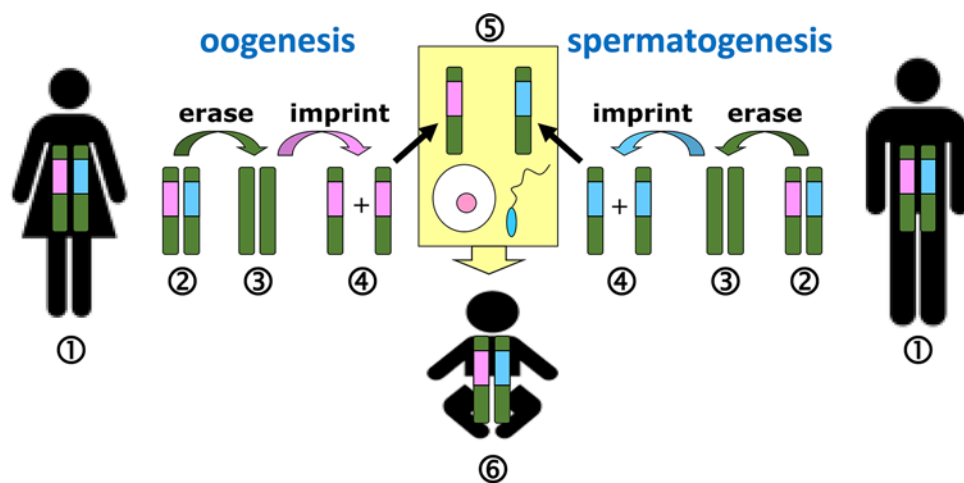 oogenesis
⑤
spermatogenesis
erase
imprint
imprint
erase
+
+
②
③
④
④
③
②
①
①
⑥